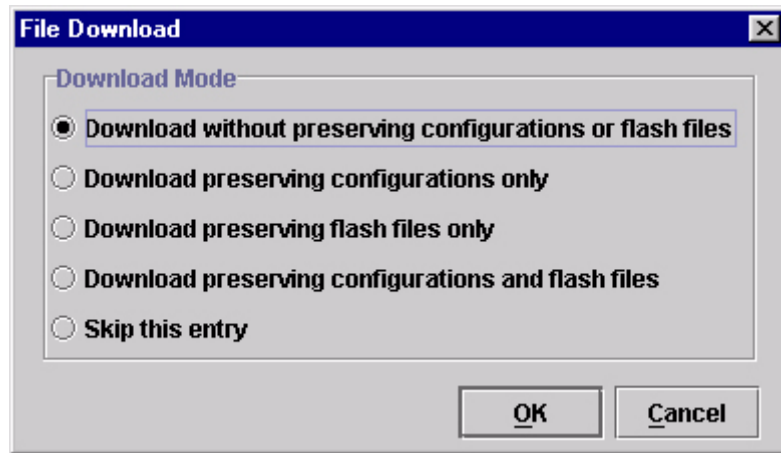 File Download
Download Mode
Download without preserving configurations or flash files
Download preserving configurations only
Download preserving flash files only
Download preserving configurations and flash files
Skip this entry
OK Cancel